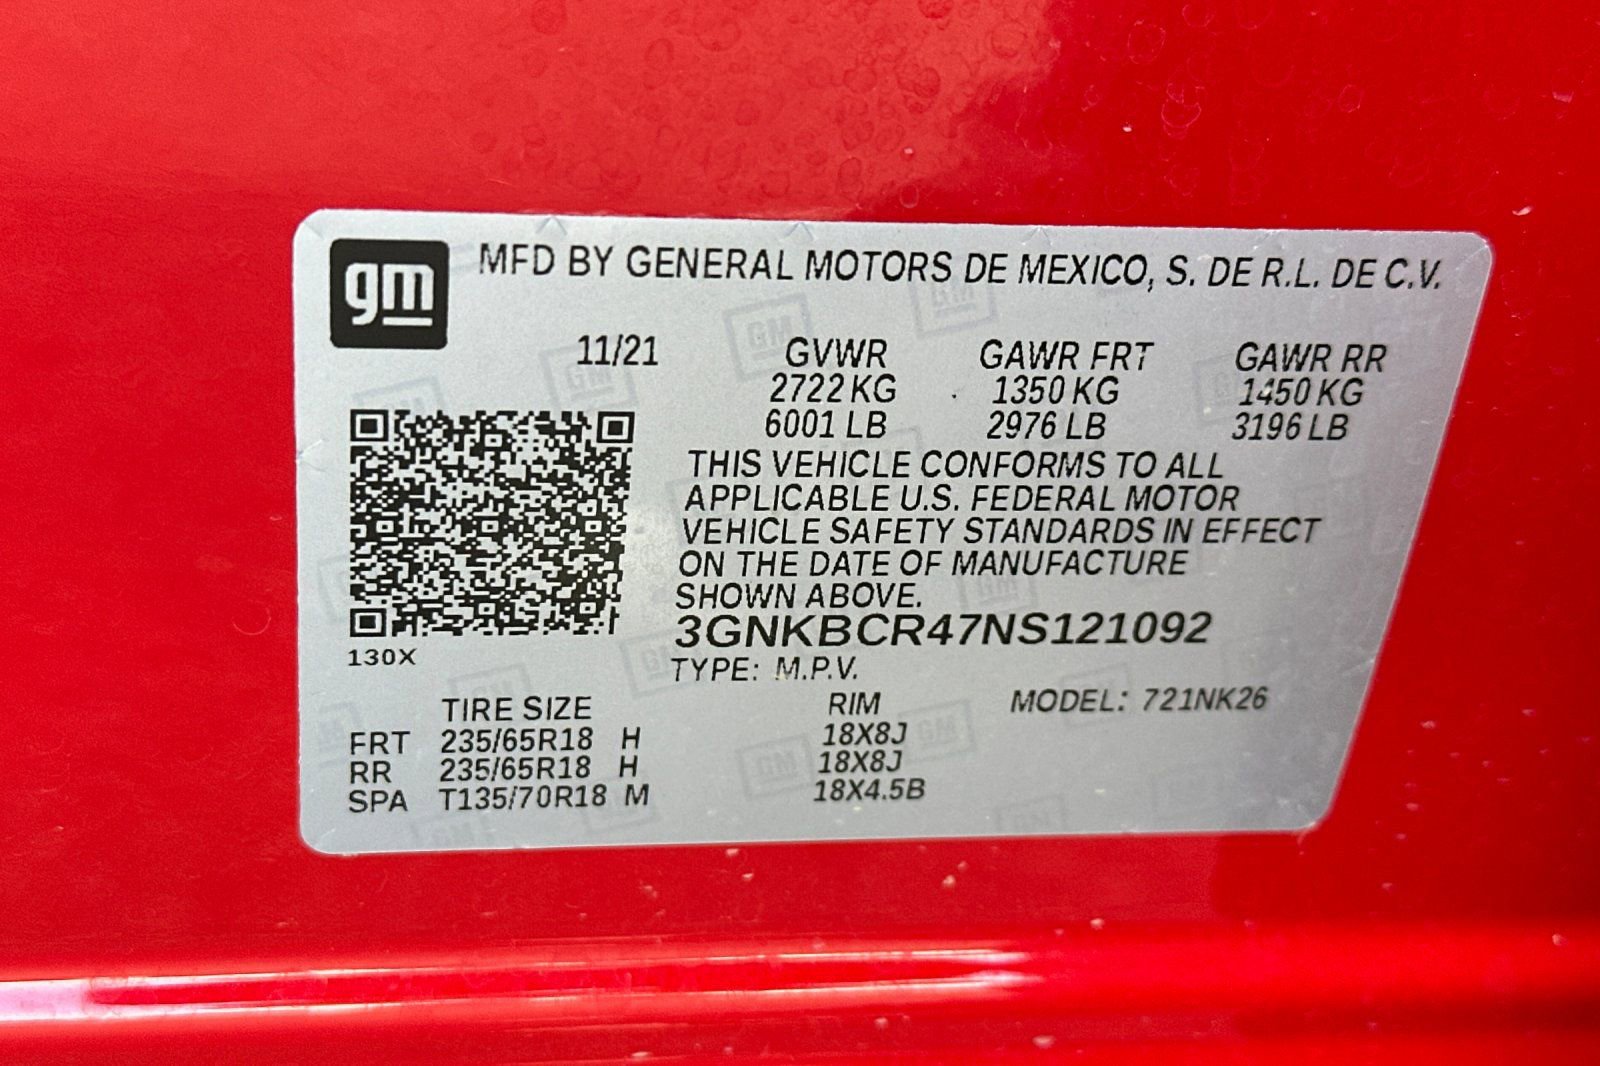 gm
MFD BY GENERAL MOTORS DE MEXICO, S. DE R.L. DE C.V.
11/21 GVWR GAWR FRT GAWR RR
2722 KG 1350 KG 1450 KG
6001 LB 2976 LB 3196 LB
THIS VEHICLE CONFORMS TO ALL
APPLICABLE U.S. FEDERAL MOTOR
VEHICLE SAFETY STANDARDS IN EFFECT
ON THE DATE OF MANUFACTURE
SHOWN ABOVE.
3GNKBCR47NS121092
130X
TYPE: M.P.V.
TIRE SIZE RIM MODEL: 721NK26
FRT 235/65R18 H 18X8J
RR 235/65R18 H 18X8J
SPA T135/70R18 M 18X4.5B